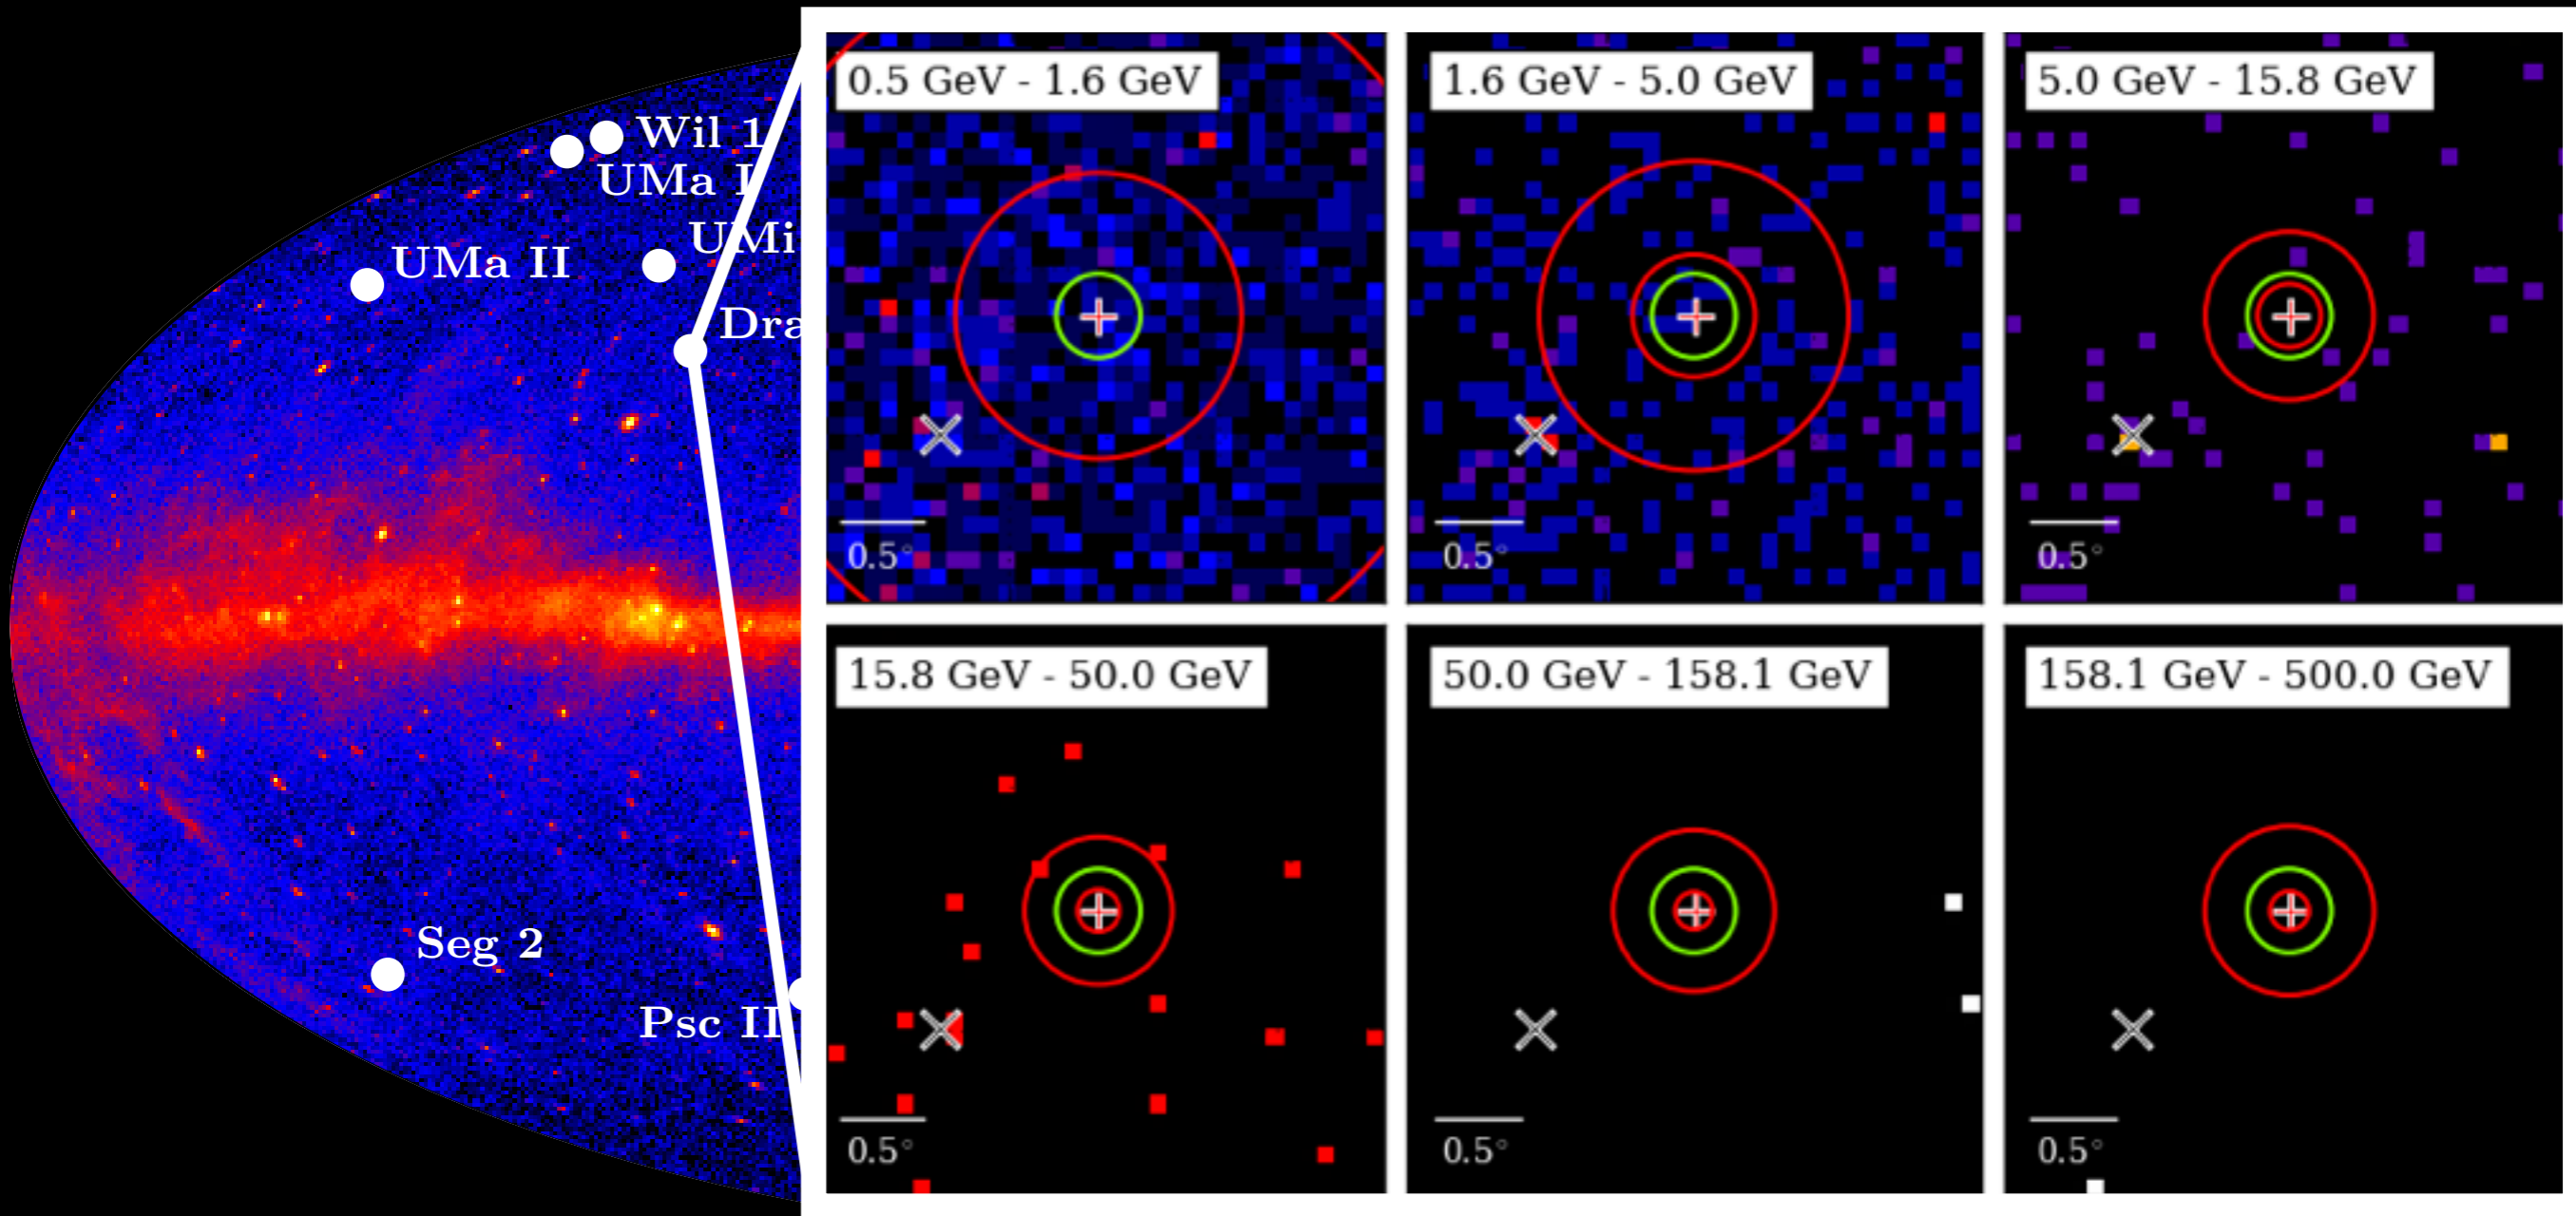 Wil 1
UMa I
UMi
UMa II
Dra
Seg 2
Psc II
0.5 GeV - 1.6 GeV
0.5°
1.6 GeV - 5.0 GeV
0.5°
5.0 GeV - 15.8 GeV
0.5°
15.8 GeV - 50.0 GeV
0.5°
50.0 GeV - 158.1 GeV
0.5°
158.1 GeV - 500.0 GeV
0.5°